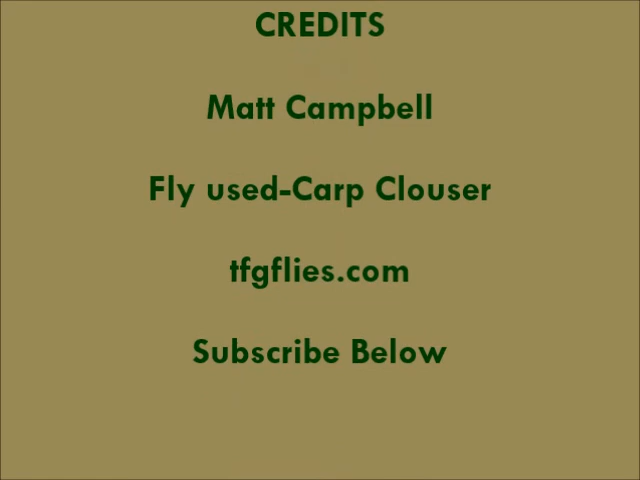 CREDITS
Matt Campbell
Fly used-Carp Clouser
tfgflies.com
Subscribe Below